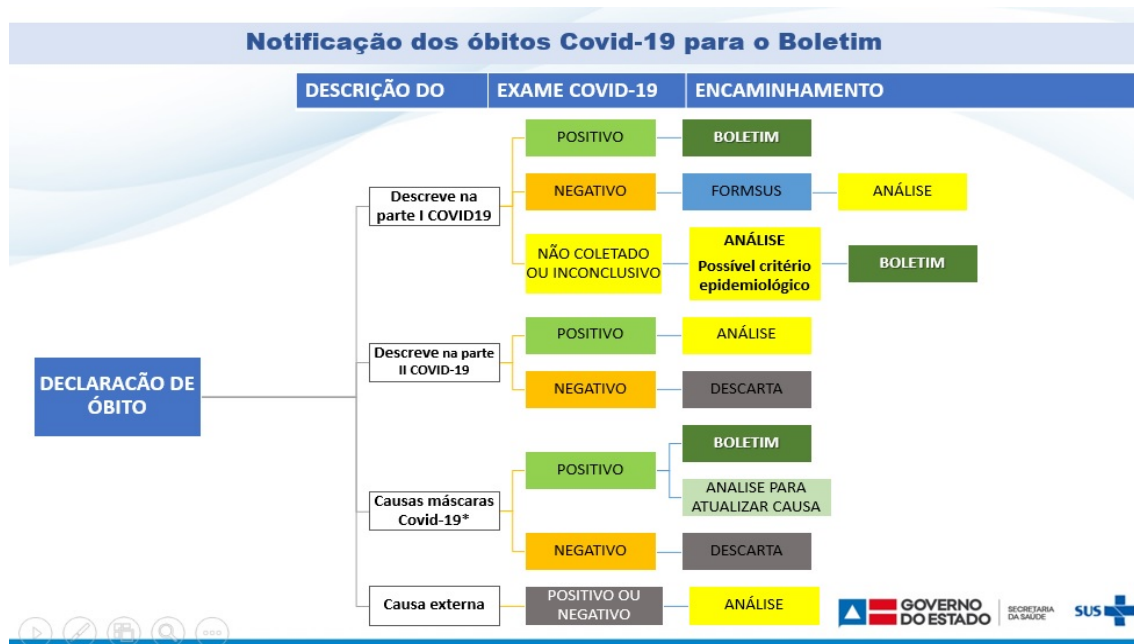 Notificação dos óbitos Covid-19 para o Boletim
DESCRIÇÃO DO
EXAME COVID-19
ENCAMINHAMENTO
DECLARACÃO DE
ÓBITO
Descreve na
parte I COVID19
POSITIVO
BOLETIM
NEGATIVO
FORMSUS
ANÁLISE
NÃO COLETADO
OU INCONCLUSIVO
ANÁLISE
Possível critério
epidemiológico
BOLETIM
Descreve na parte
II COVID-19
POSITIVO
ANÁLISE
NEGATIVO
DESCARTA
Causas máscaras
Covid-19*
POSITIVO
BOLETIM
ANALISE PARA
ATUALIZAR CAUSA
NEGATIVO
DESCARTA
Causa externa
POSITIVO OU
NEGATIVO
ANÁLISE
GOVERNO
DO ESTADO
SECRETARIA
DA SAÚDE
SUS